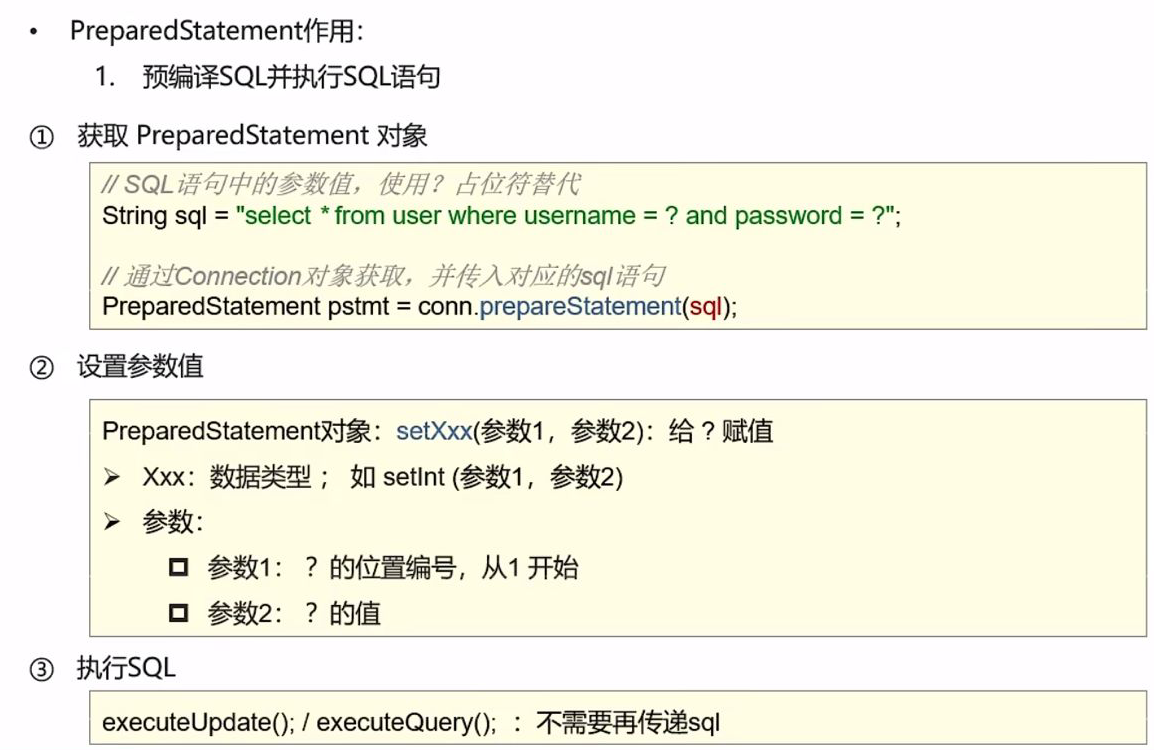 • PreparedStatement作用：
1. 预编译SQL并执行SQL语句
① 获取 PreparedStatement 对象
// SQL语句中的参数值，使用？占位符替代
String sql = "select * from user where username = ? and password = ?";
// 通过Connection对象获取，并传入对应的sql语句
PreparedStatement pstmt = conn.prepareStatement(sql);
② 设置参数值
PreparedStatement对象：setXxx(参数1，参数2)：给 ? 赋值
➢ Xxx：数据类型 ； 如 setInt (参数1，参数2)
➢ 参数：
参数1： ？的位置编号，从1 开始
参数2： ？的值
③ 执行SQL
executeUpdate(); / executeQuery(); ：不需要再传递sql